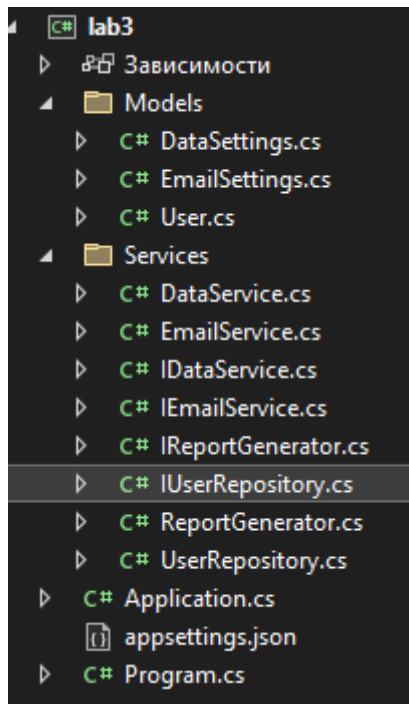 C# lab3
Зависимости
Models
C# DataSettings.cs
C# EmailSettings.cs
C# User.cs
Services
C# DataService.cs
C# EmailService.cs
C# IDataService.cs
C# IEmailService.cs
C# IReportGenerator.cs
C# IUserRepository.cs
C# ReportGenerator.cs
C# UserRepository.cs
C# Application.cs
appsettings.json
C# Program.cs